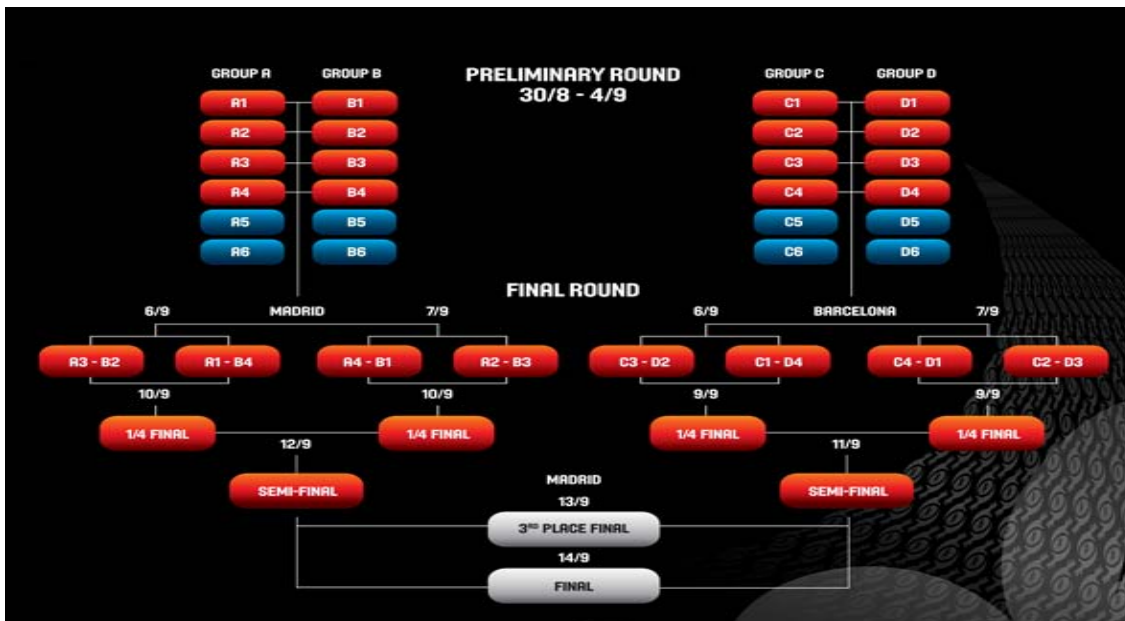 PRELIMINARY ROUND
30/8 - 4/9
GROUP A GROUP B GROUP C GROUP D
A1 B1 C1 D1
A2 B2 C2 D2
A3 B3 C3 D3
A4 B4 C4 D4
A5 B5 C5 D5
A6 B6 C6 D6
FINAL ROUND
6/9 MADRID 7/9 6/9 BARCELONA 7/9
A3 - B2 A1 - B4 A4 - B1 A2 - B3 C3 - D2 C1 - D4 C4 - D1 C2 - D3
10/9 10/9 9/9 9/9
1/4 FINAL 1/4 FINAL 1/4 FINAL 1/4 FINAL
12/9 11/9
SEMI-FINAL SEMI-FINAL
MADRID
13/9
3RD PLACE FINAL
14/9
FINAL